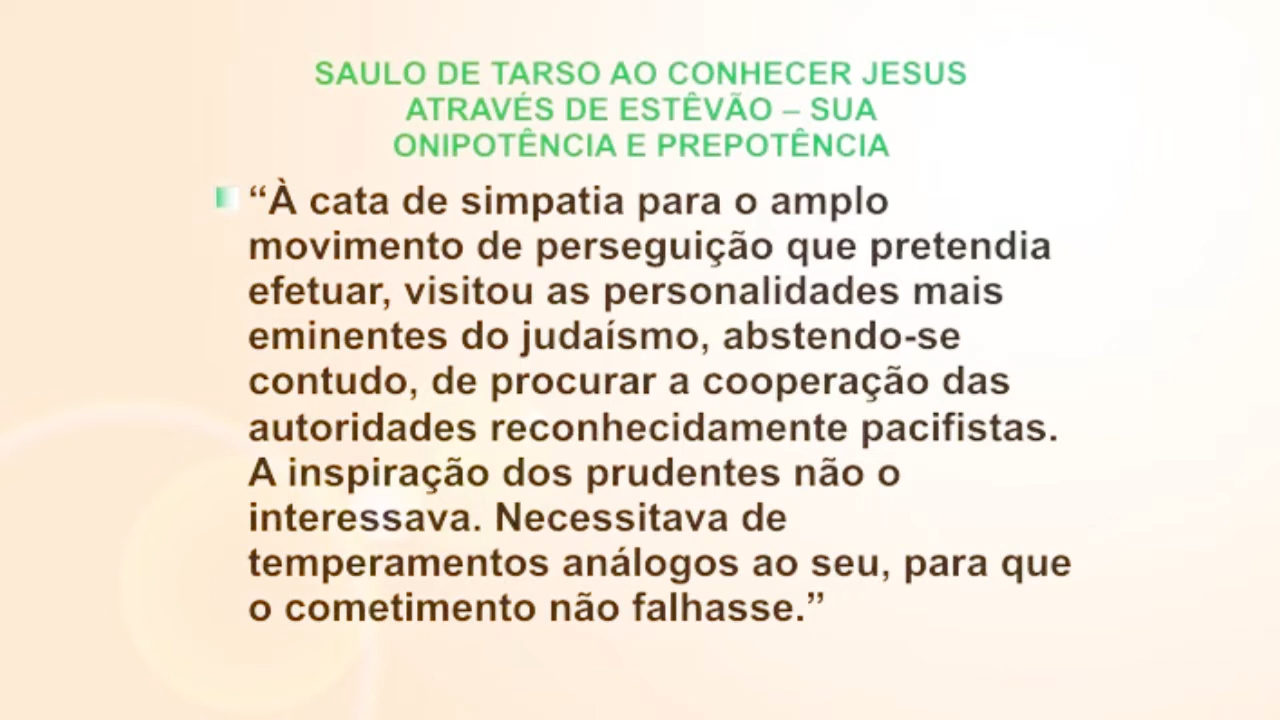 SAULO DE TARSO AO CONHECER JESUS
ATRAVÉS DE ESTÊVÃO – SUA
ONIPOTÊNCIA E PREPOTÊNCIA
“À cata de simpatia para o amplo
movimento de perseguição que pretendia
efetuar, visitou as personalidades mais
eminentes do judaísmo, abstendo-se
contudo, de procurar a cooperação das
autoridades reconhecidamente pacifistas.
A inspiração dos prudentes não o
interessava. Necessitava de
temperamentos análogos ao seu, para que
o cometimento não falhasse.”